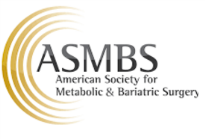 ASMBS
American Society for
Metabolic & Bariatric Surgery